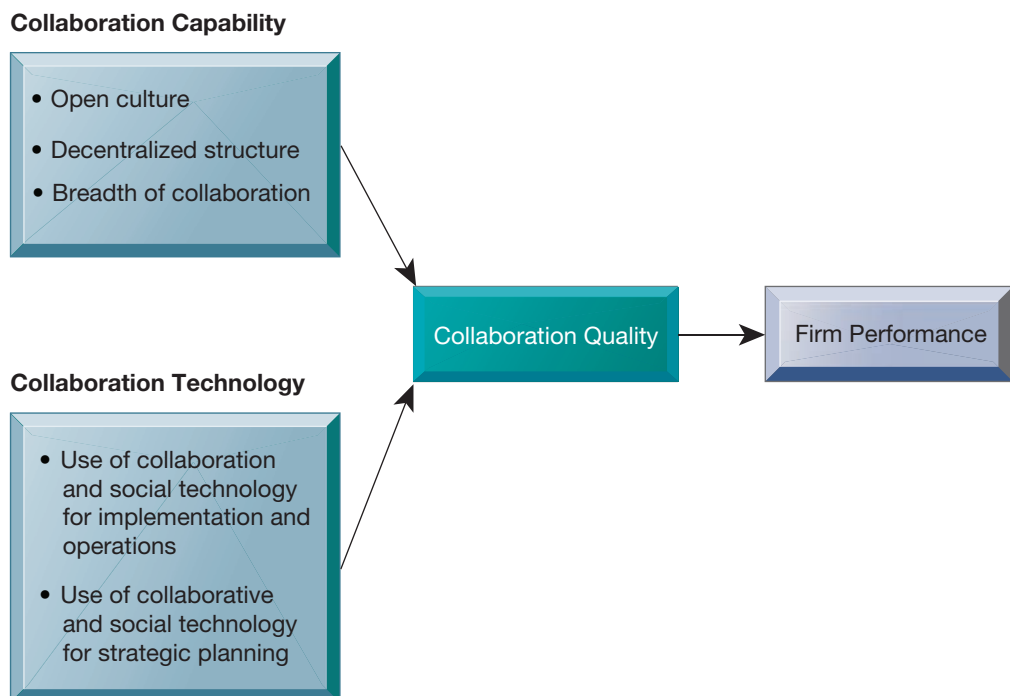 Collaboration Capability
• Open culture
• Decentralized structure
• Breadth of collaboration
Collaboration Quality
Firm Performance
Collaboration Technology
• Use of collaboration
and social technology
for implementation and
operations
• Use of collaborative
and social technology
for strategic planning